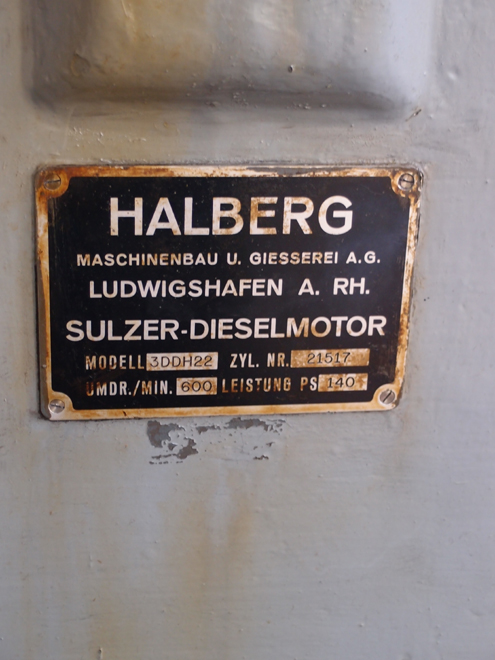 HALBERG
MASCHINENBAU U. GIESSEREI A.G.
LUDWIGSHAFEN A. RH.
SULZER-DIESELMOTOR
MODELL 3DDH22 ZYL. NR. 21517
UMDR./MIN. 600 LEISTUNG PS 140